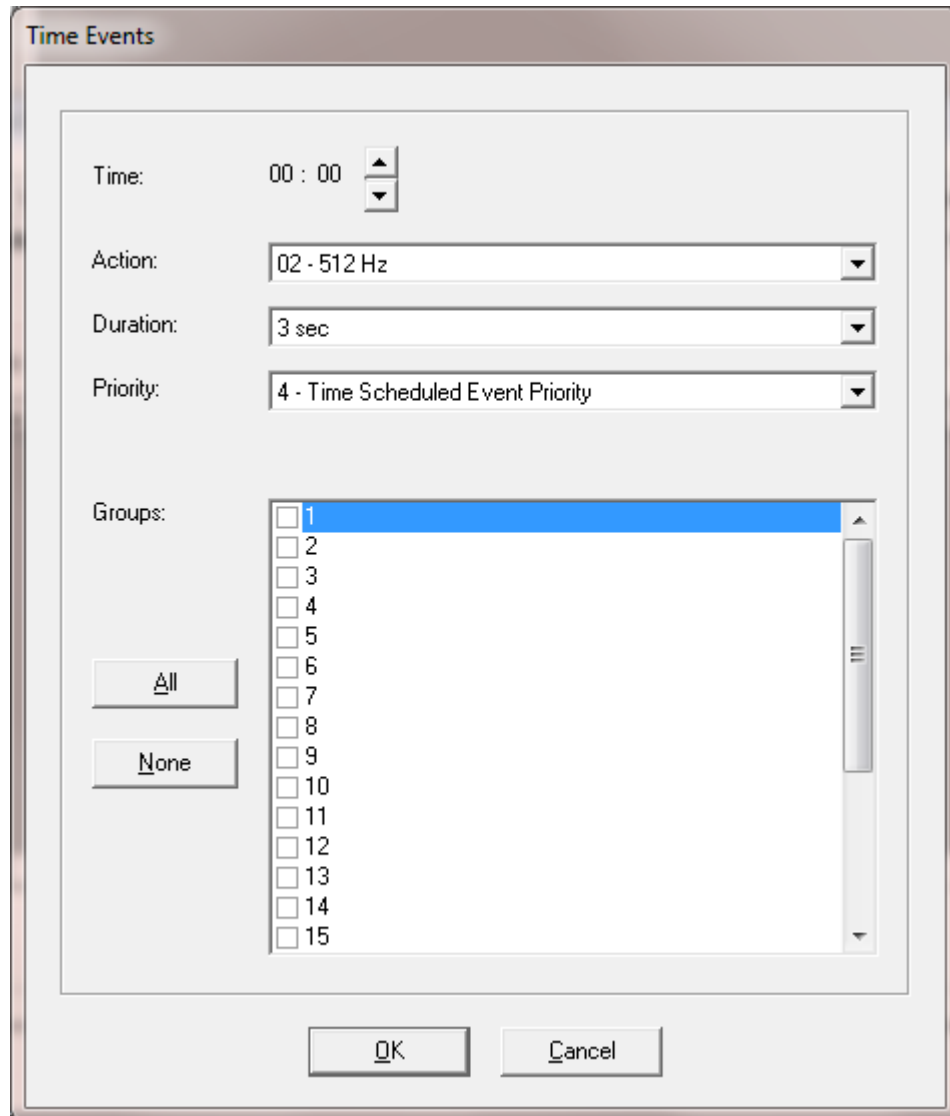 Time Events
Time: 00 : 00
Action: 02 - 512 Hz
Duration: 3 sec
Priority: 4 - Time Scheduled Event Priority
Groups: 1
2
3
4
5
6
All
7
8
9
None
10
11
12
13
14
15
OK Cancel